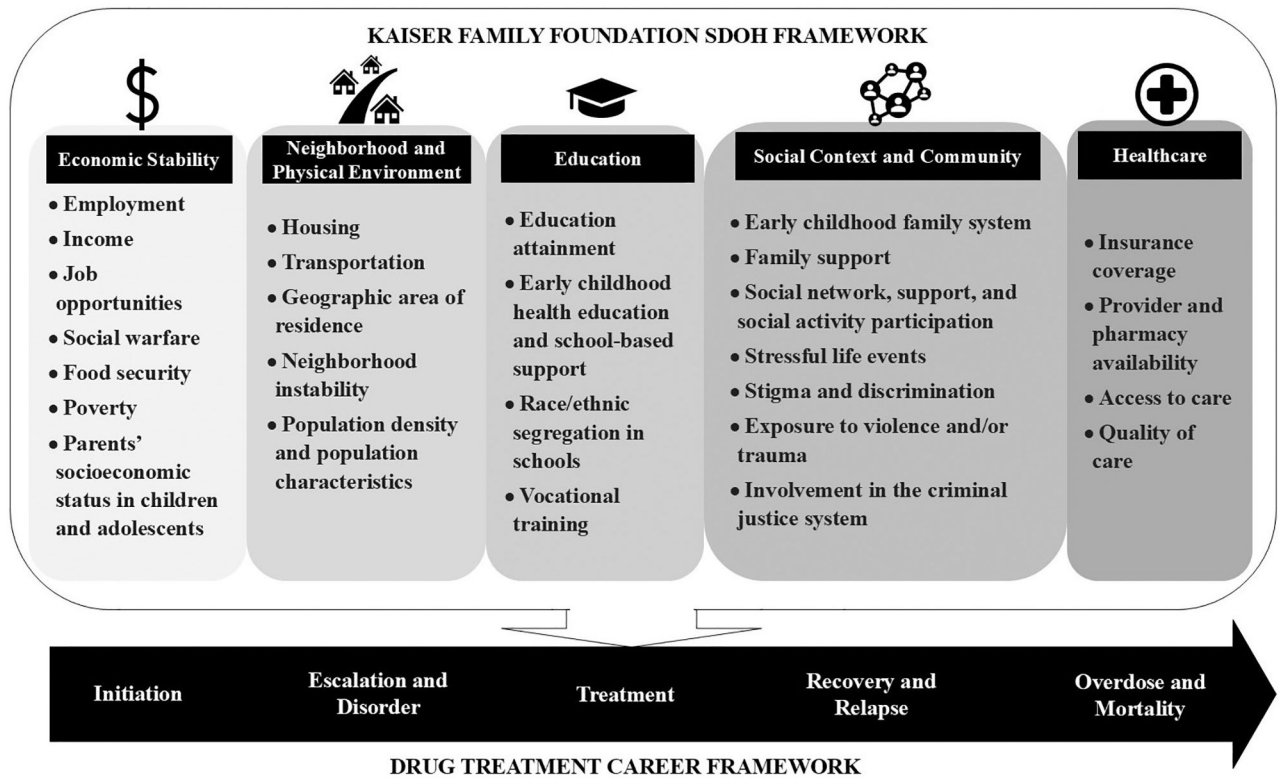 KAISER FAMILY FOUNDATION SDOH FRAMEWORK
Economic Stability
• Employment
• Income
• Job
opportunities
• Social warfare
• Food security
• Poverty
• Parents’
socioeconomic
status in children
and adolescents
Neighborhood and
Physical Environment
• Housing
• Transportation
• Geographic area of
residence
• Neighborhood
instability
• Population density
and population
characteristics
Education
• Education
attainment
• Early childhood
health education
and school-based
support
• Race/ethnic
segregation in
schools
• Vocational
training
Social Context and Community
• Early childhood family system
• Family support
• Social network, support, and
social activity participation
• Stressful life events
• Stigma and discrimination
• Exposure to violence and/or
trauma
• Involvement in the criminal
justice system
Healthcare
• Insurance
coverage
• Provider and
pharmacy
availability
• Access to care
• Quality of
care
Initiation
Escalation and
Disorder
Treatment
Recovery and
Relapse
Overdose and
Mortality
DRUG TREATMENT CAREER FRAMEWORK